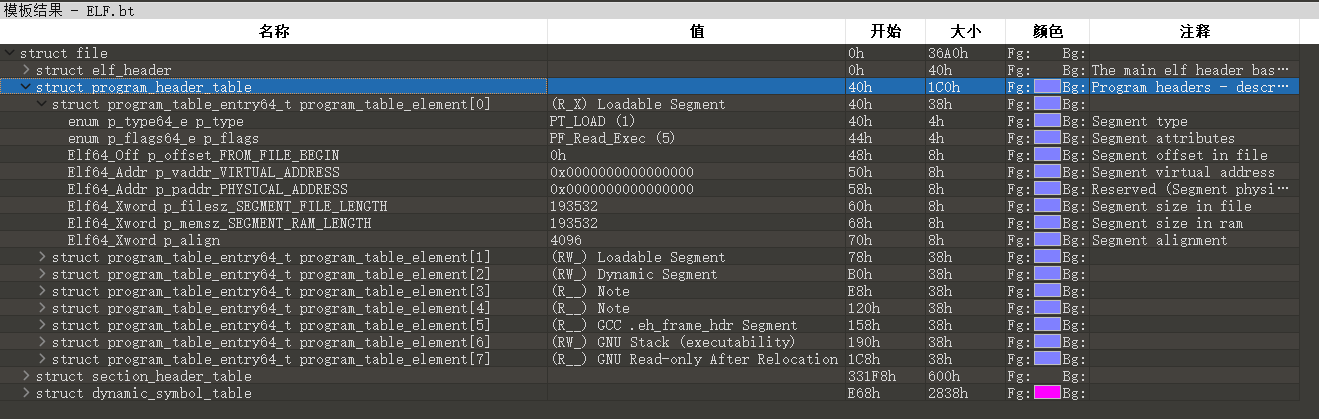 模板结果 - ELF.bt
名称 值 开始 大小 颜色 注释
struct file 0h 36A0h Fg: Bg:
struct elf_header 0h 40h Fg: Bg: The main elf header bas…
struct program_header_table 40h 1C0h Fg: Bg: Program headers - descr…
struct program_table_entry64_t program_table_element[0] (R_X) Loadable Segment 40h 38h Fg: Bg:
enum p_type64_e p_type PT_LOAD (1) 40h 4h Fg: Bg: Segment type
enum p_flags64_e p_flags PF_Read_Exec (5) 44h 4h Fg: Bg: Segment attributes
Elf64_Off p_offset_FROM_FILE_BEGIN 0h 48h 8h Fg: Bg: Segment offset in file
Elf64_Addr p_vaddr_VIRTUAL_ADDRESS 0x0000000000000000 50h 8h Fg: Bg: Segment virtual address
Elf64_Addr p_paddr_PHYSICAL_ADDRESS 0x0000000000000000 58h 8h Fg: Bg: Reserved (Segment physi…
Elf64_Xword p_filesz_SEGMENT_FILE_LENGTH 193532 60h 8h Fg: Bg: Segment size in file
Elf64_Xword p_memsz_SEGMENT_RAM_LENGTH 193532 68h 8h Fg: Bg: Segment size in ram
Elf64_Xword p_align 4096 70h 8h Fg: Bg: Segment alignment
struct program_table_entry64_t program_table_element[1] (RW_) Loadable Segment 78h 38h Fg: Bg:
struct program_table_entry64_t program_table_element[2] (RW_) Dynamic Segment B0h 38h Fg: Bg:
struct program_table_entry64_t program_table_element[3] (R__) Note E8h 38h Fg: Bg:
struct program_table_entry64_t program_table_element[4] (R__) Note 120h 38h Fg: Bg:
struct program_table_entry64_t program_table_element[5] (R__) GCC .eh_frame_hdr Segment 158h 38h Fg: Bg:
struct program_table_entry64_t program_table_element[6] (RW_) GNU Stack (executability) 190h 38h Fg: Bg:
struct program_table_entry64_t program_table_element[7] (R__) GNU Read-only After Relocation 1C8h 38h Fg: Bg:
struct section_header_table 331F8h 600h Fg: Bg:
struct dynamic_symbol_table E68h 2838h Fg: Bg: